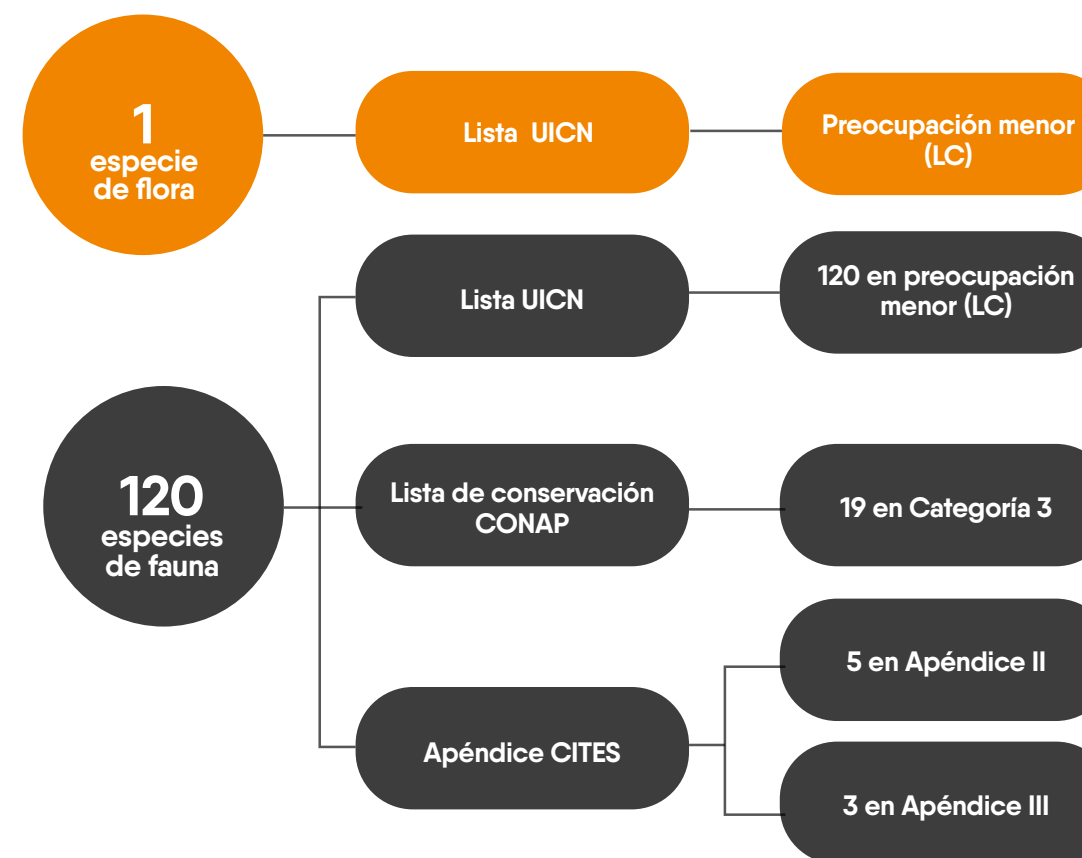 1
especie
de flora
Lista UICN
Preocupación menor
(LC)
120
especies
de fauna
Lista UICN
120 en preocupación
menor (LC)
Lista de conservación
CONAP
19 en Categoría 3
Apéndice CITES
5 en Apéndice II
3 en Apéndice III